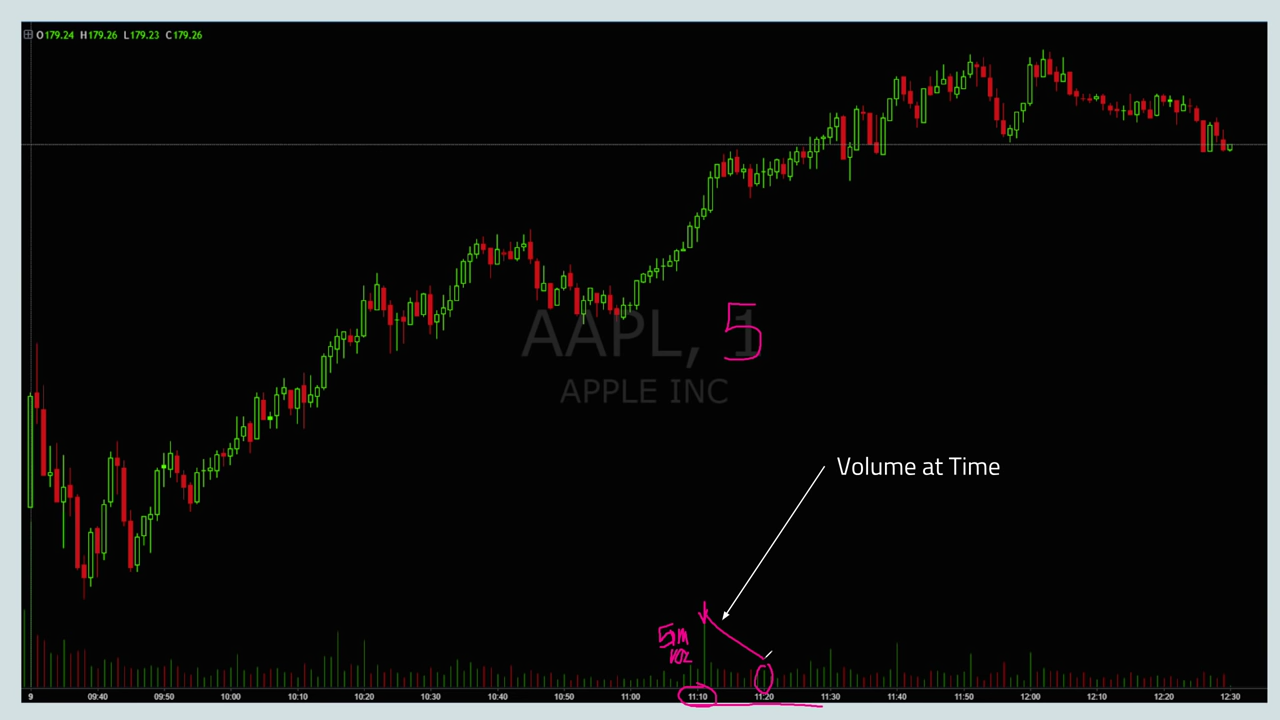 O179.24 H179.26 L179.23 C179.26
AAPL, 1
5
APPLE INC
Volume at Time
5m
VOL
9 09:40 09:50 10:00 10:10 10:20 10:30 10:40 10:50 11:00 11:10 11:20 11:30 11:40 11:50 12:00 12:10 12:20 12:30